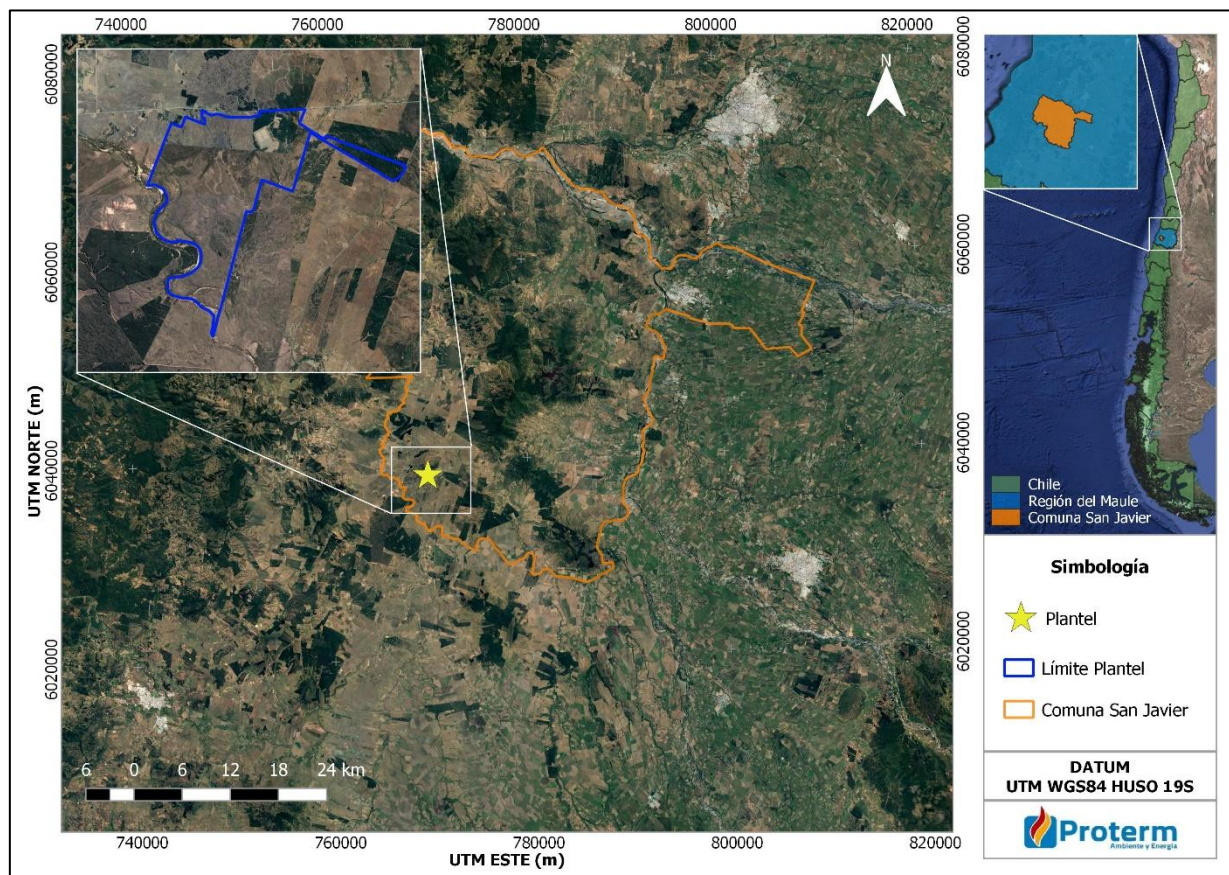 740000 760000 780000 800000 820000
6080000
6060000
6040000
6020000
UTM NORTE (m)
N
6080000
6060000
6040000
6020000
6 0 6 12 18 24 km
740000 760000 780000 800000 820000
UTM ESTE (m)
Chile
Región del Maule
Comuna San Javier
Simbología
Plantel
Límite Plantel
Comuna San Javier
DATUM
UTM WGS84 HUSO 19S
Proterm
Ambiente y Energía